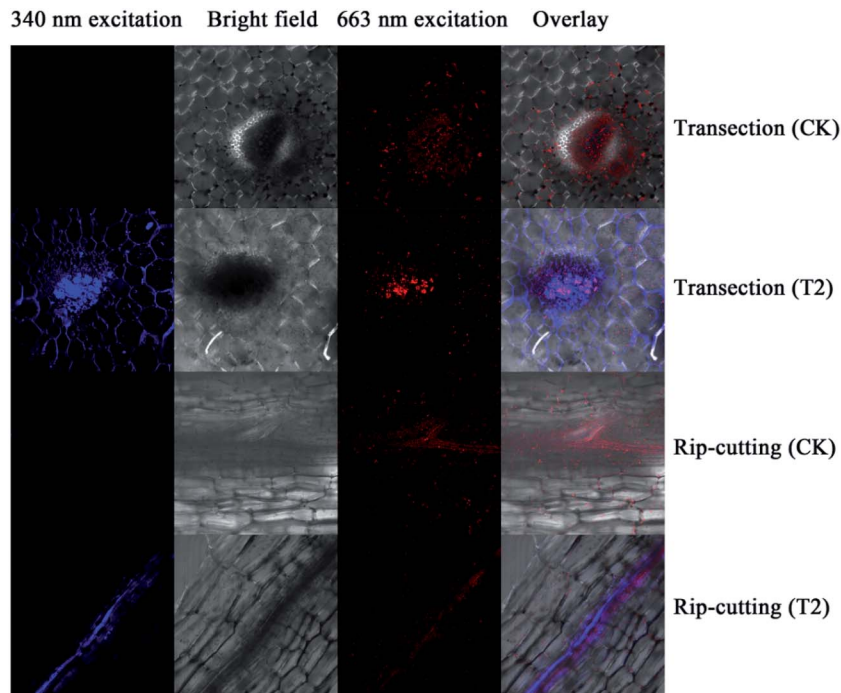 340 nm excitation Bright field 663 nm excitation Overlay
Transection (CK)
Transection (T2)
Rip-cutting (CK)
Rip-cutting (T2)